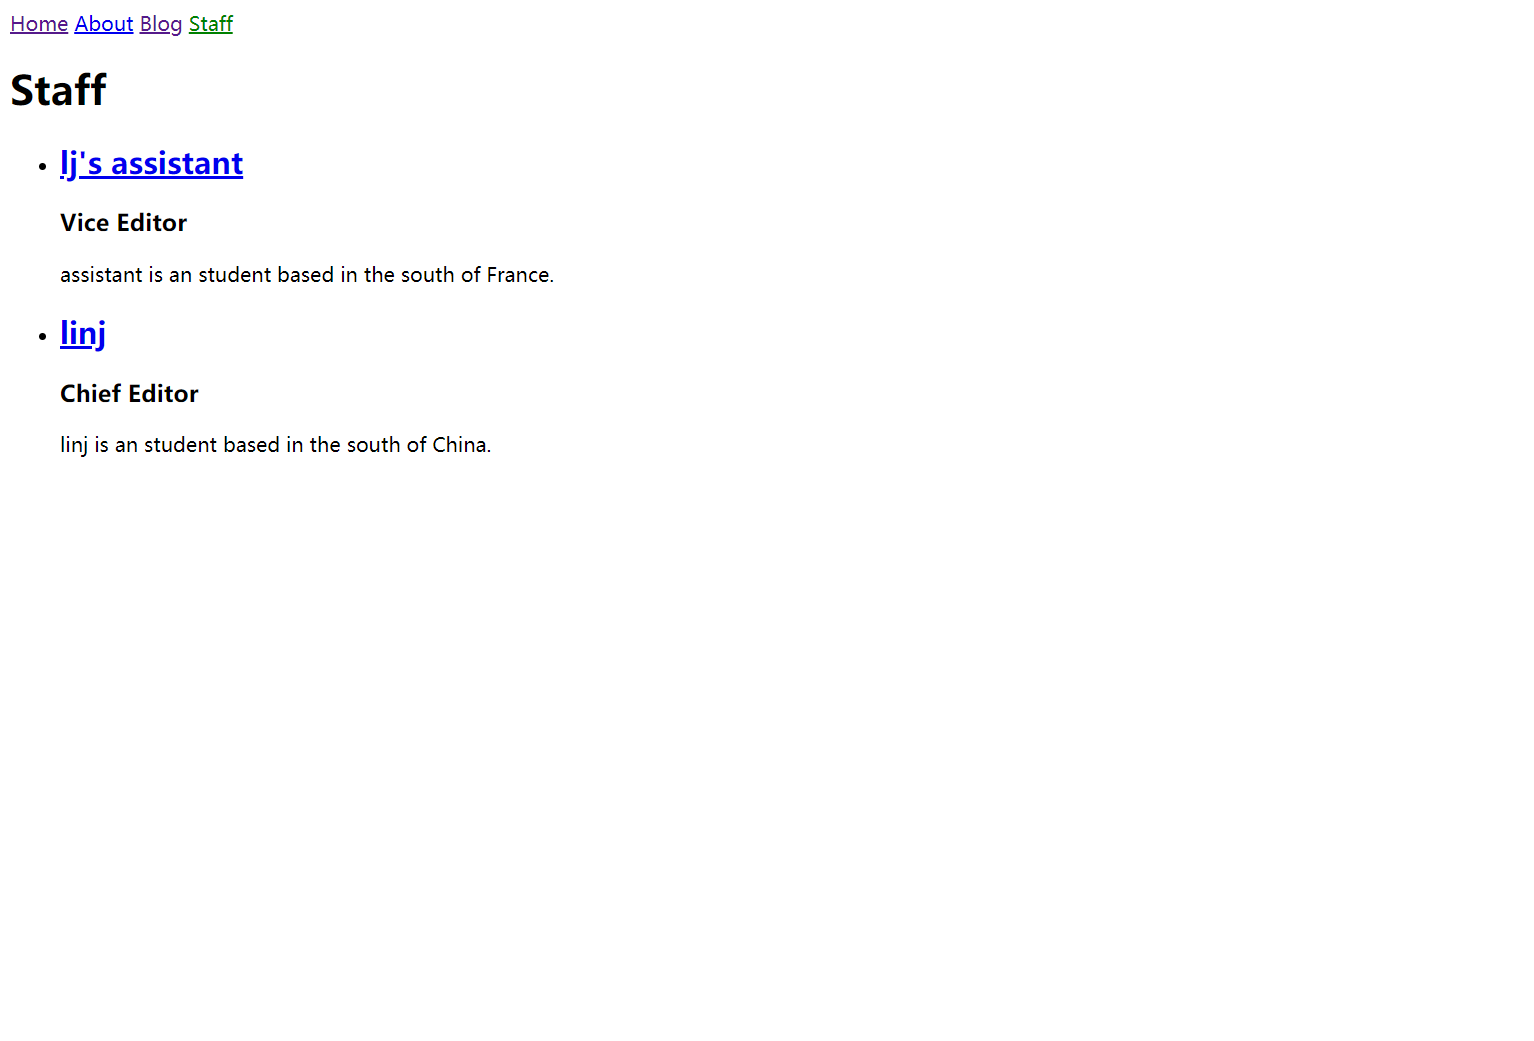 Home About Blog Staff
Staff
lj's assistant
Vice Editor
assistant is an student based in the south of France.
linj
Chief Editor
linj is an student based in the south of China.